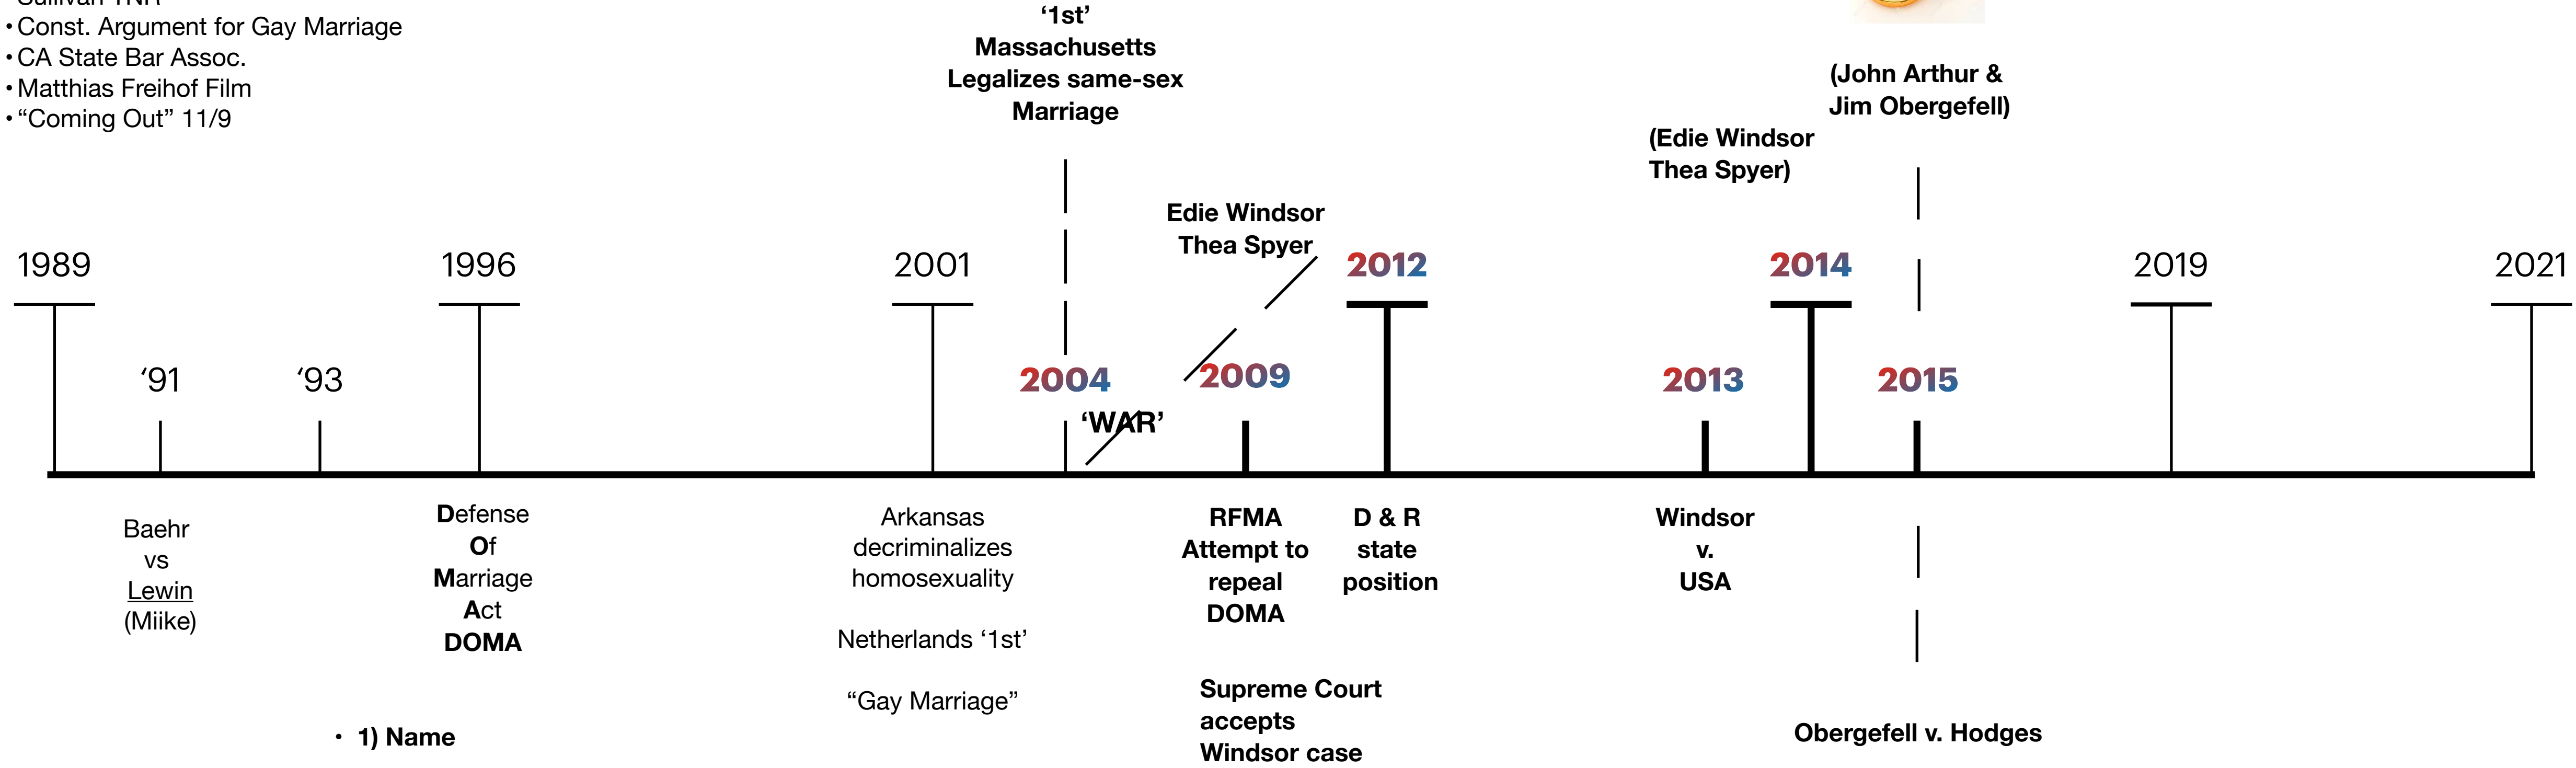 Sullivan TNR
• Const. Argument for Gay Marriage
• CA State Bar Assoc.
• Matthias Freihof Film
• “Coming Out” 11/9
‘1st’
Massachusetts
Legalizes same-sex
Marriage
(John Arthur &
Jim Obergefell)
(Edie Windsor
Thea Spyer)
Edie Windsor
Thea Spyer
1989
1996
2001
2012
2014
2019
2021
‘91
‘93
2004
2009
2013
2015
‘WAR’
Baehr
vs
Lewin
(Miike)
Defense
Of
Marriage
Act
DOMA
Arkansas
decriminalizes
homosexuality
Netherlands ‘1st’
“Gay Marriage”
RFMA
Attempt to
repeal
DOMA
D & R
state
position
Supreme Court
accepts
Windsor case
Windsor
v.
USA
Obergefell v. Hodges
• 1) Name